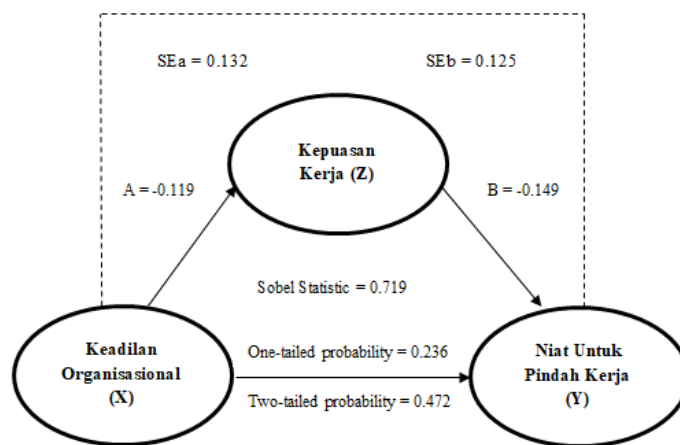 SEa = 0.132
SEb = 0.125
Kepuasan
Kerja (Z)
A = -0.119
B = -0.149
Sobel Statistic = 0.719
Keadilan
Organisasional
(X)
One-tailed probability = 0.236
Two-tailed probability = 0.472
Niat Untuk
Pindah Kerja
(Y)